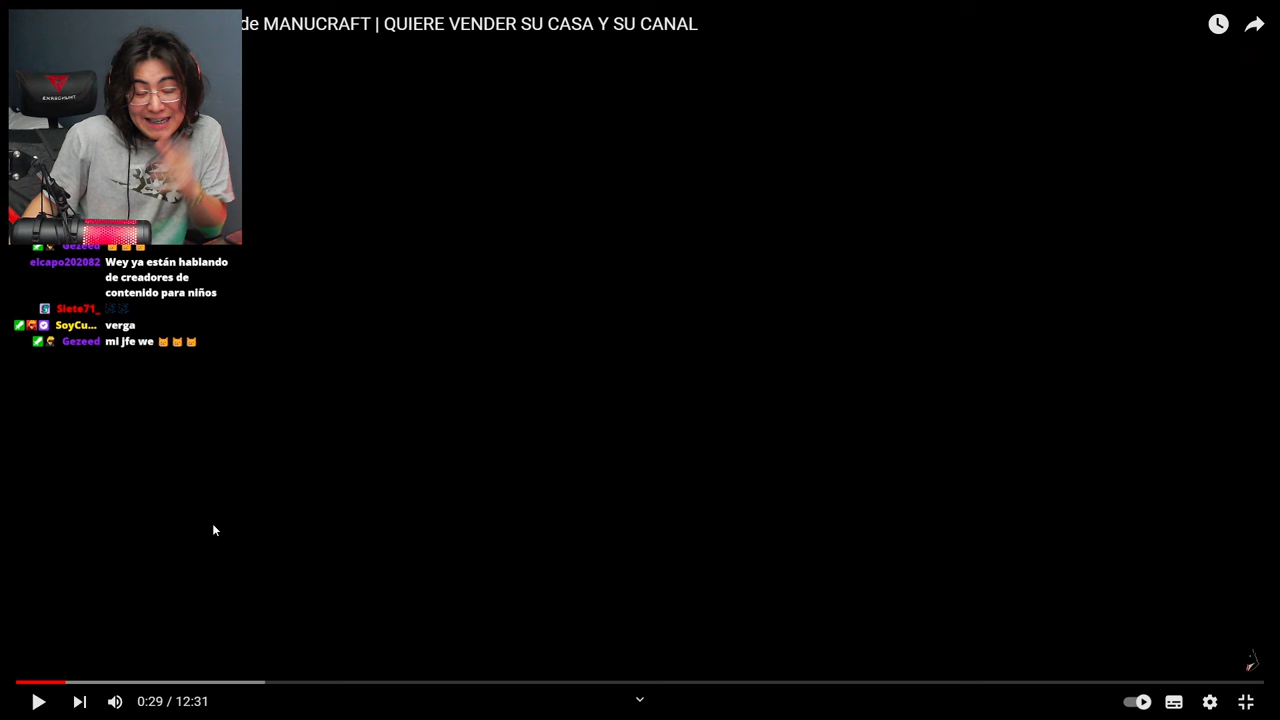 de MANUCRAFT | QUIERE VENDER SU CASA Y SU CANAL
Gezeed
elcapo202082 Wey ya están hablando
de creadores de
contenido para niños
Siete71_
SoyCu... verga
Gezeed mi jfe we
0:29 / 12:31